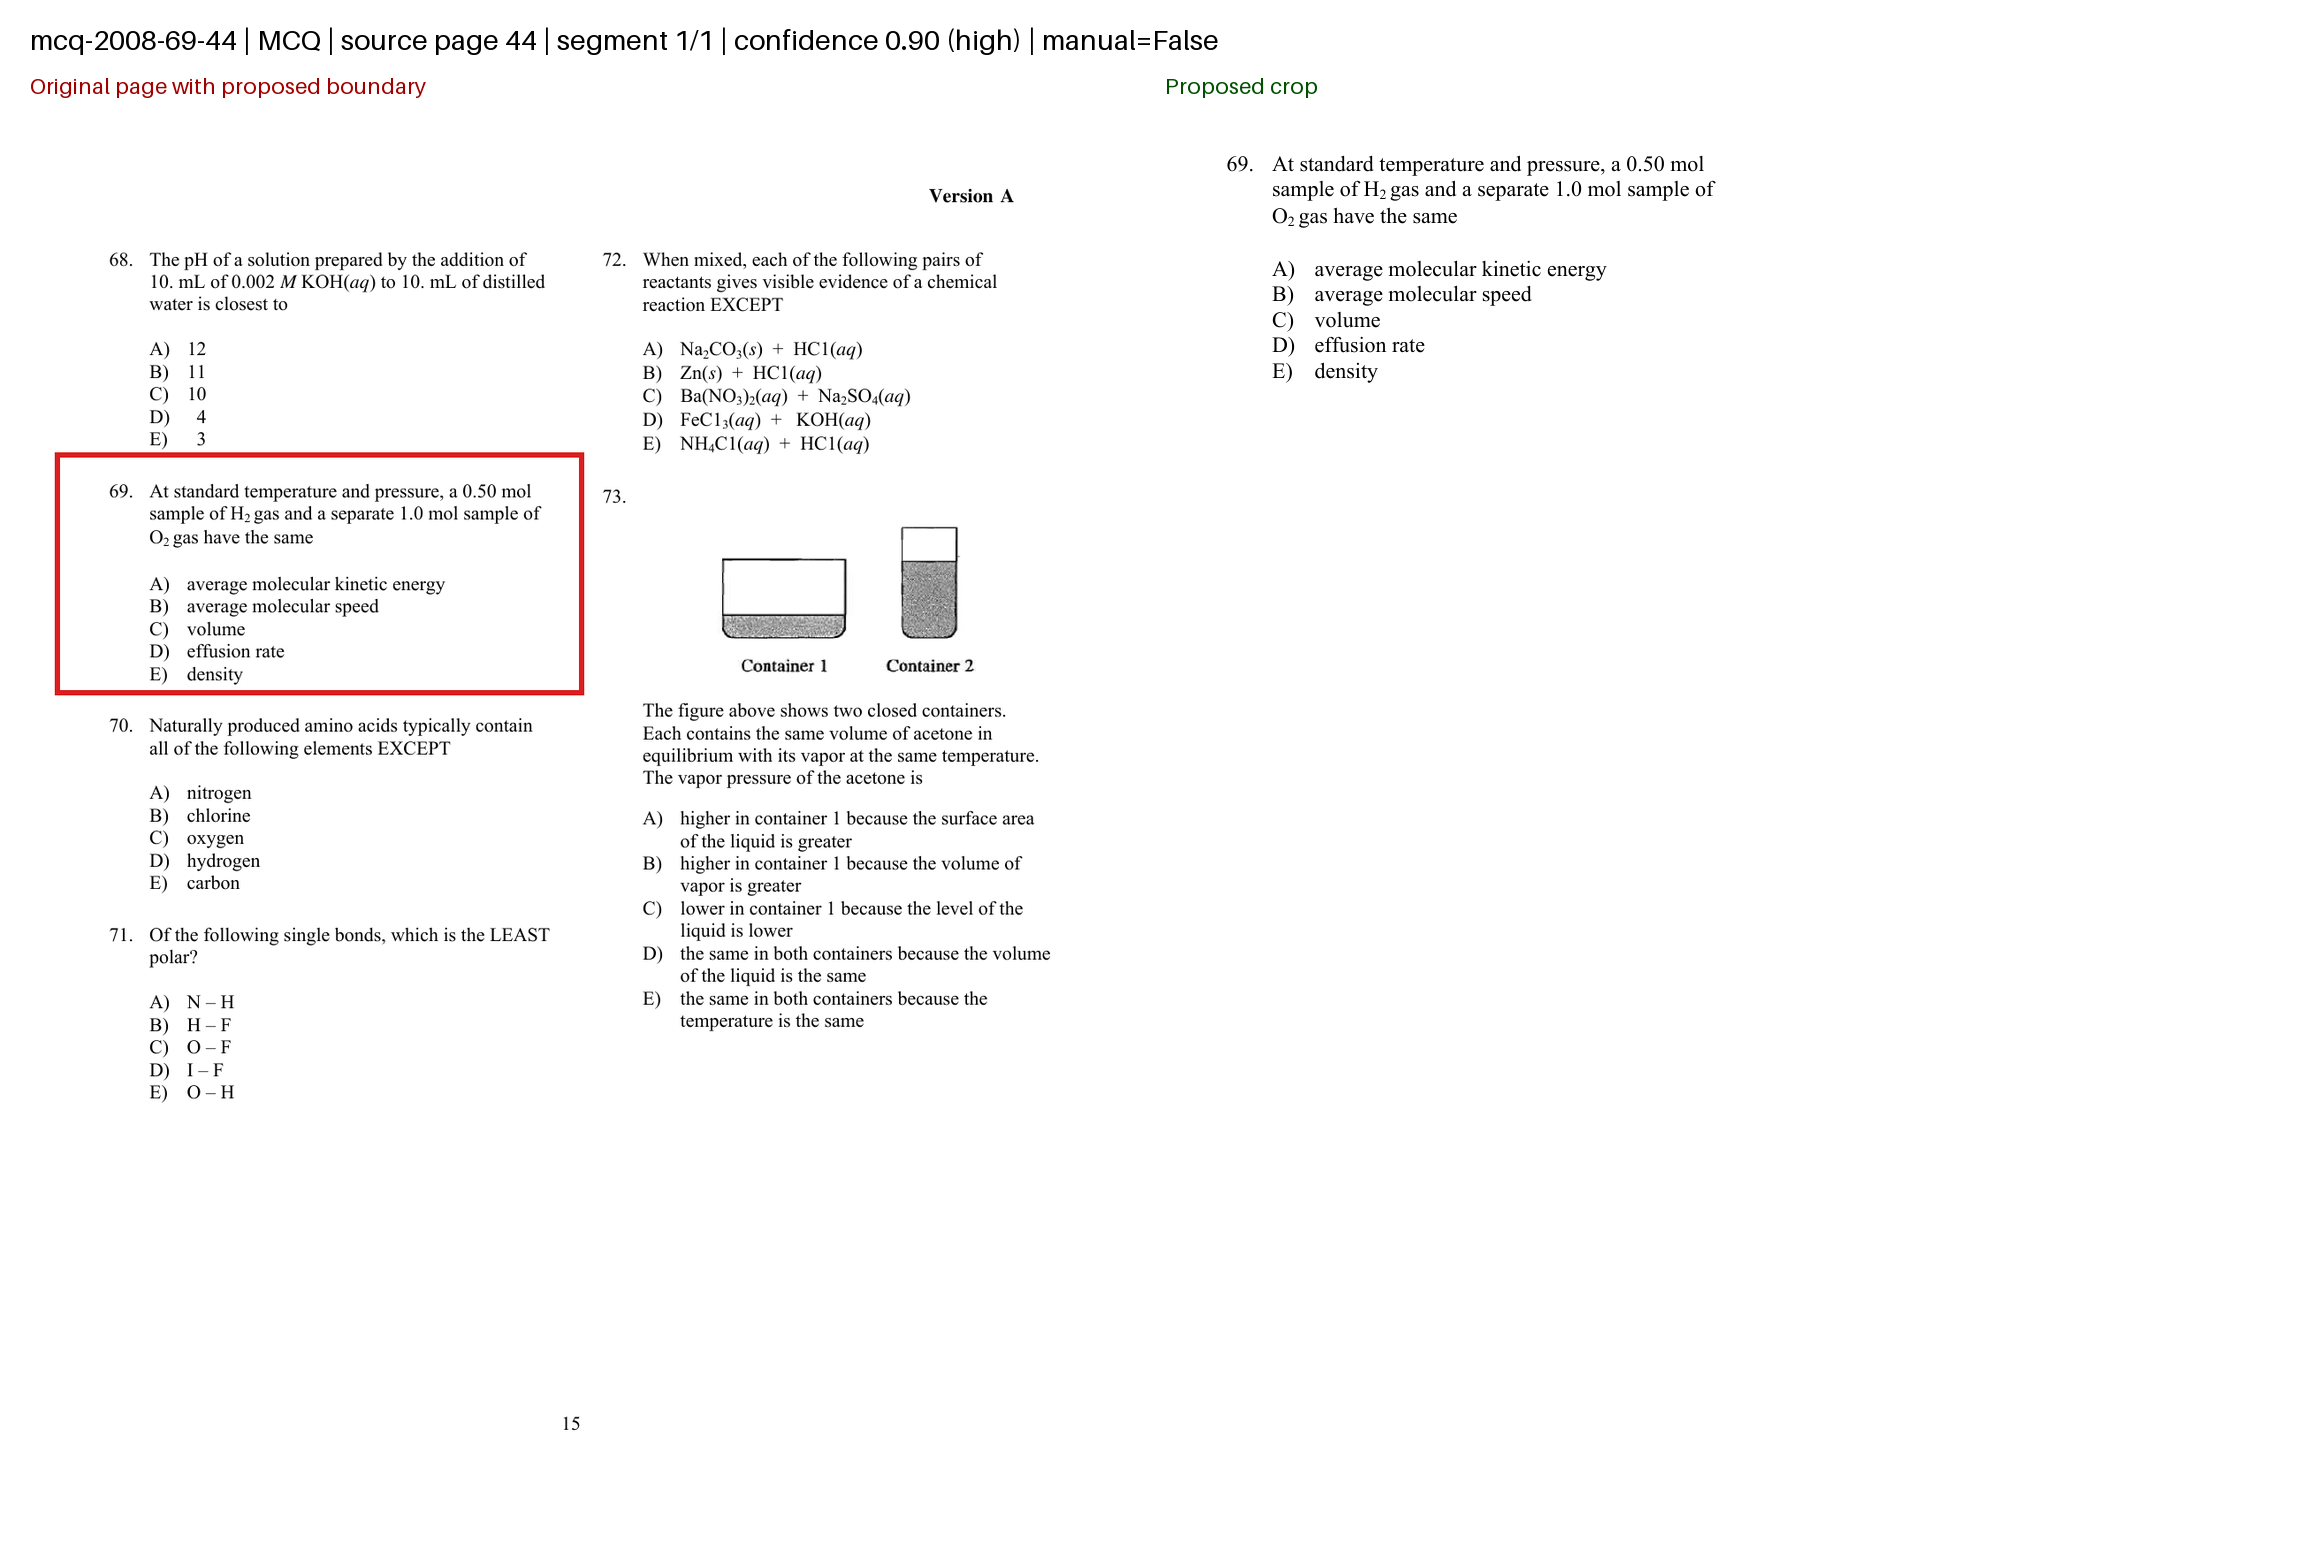 mcq-2008-69-44 | MCQ | source page 44 | segment 1/1 | confidence 0.90 (high) | manual=False
Original page with proposed boundary
Proposed crop
Version A
68. The pH of a solution prepared by the addition of
10. mL of 0.002 M KOH(aq) to 10. mL of distilled
water is closest to
A) 12
B) 11
C) 10
D) 4
E) 3
69. At standard temperature and pressure, a 0.50 mol
sample of H₂ gas and a separate 1.0 mol sample of
O₂ gas have the same
A) average molecular kinetic energy
B) average molecular speed
C) volume
D) effusion rate
E) density
70. Naturally produced amino acids typically contain
all of the following elements EXCEPT
A) nitrogen
B) chlorine
C) oxygen
D) hydrogen
E) carbon
71. Of the following single bonds, which is the LEAST
polar?
A) N – H
B) H – F
C) O – F
D) I – F
E) O – H
72. When mixed, each of the following pairs of
reactants gives visible evidence of a chemical
reaction EXCEPT
A) Na₂CO₃(s) + HC1(aq)
B) Zn(s) + HC1(aq)
C) Ba(NO₃)₂(aq) + Na₂SO₄(aq)
D) FeC1₃(aq) + KOH(aq)
E) NH₄C1(aq) + HC1(aq)
73.
Container 1 Container 2
The figure above shows two closed containers.
Each contains the same volume of acetone in
equilibrium with its vapor at the same temperature.
The vapor pressure of the acetone is
A) higher in container 1 because the surface area
of the liquid is greater
B) higher in container 1 because the volume of
vapor is greater
C) lower in container 1 because the level of the
liquid is lower
D) the same in both containers because the volume
of the liquid is the same
E) the same in both containers because the
temperature is the same
15
69. At standard temperature and pressure, a 0.50 mol
sample of H₂ gas and a separate 1.0 mol sample of
O₂ gas have the same
A) average molecular kinetic energy
B) average molecular speed
C) volume
D) effusion rate
E) density